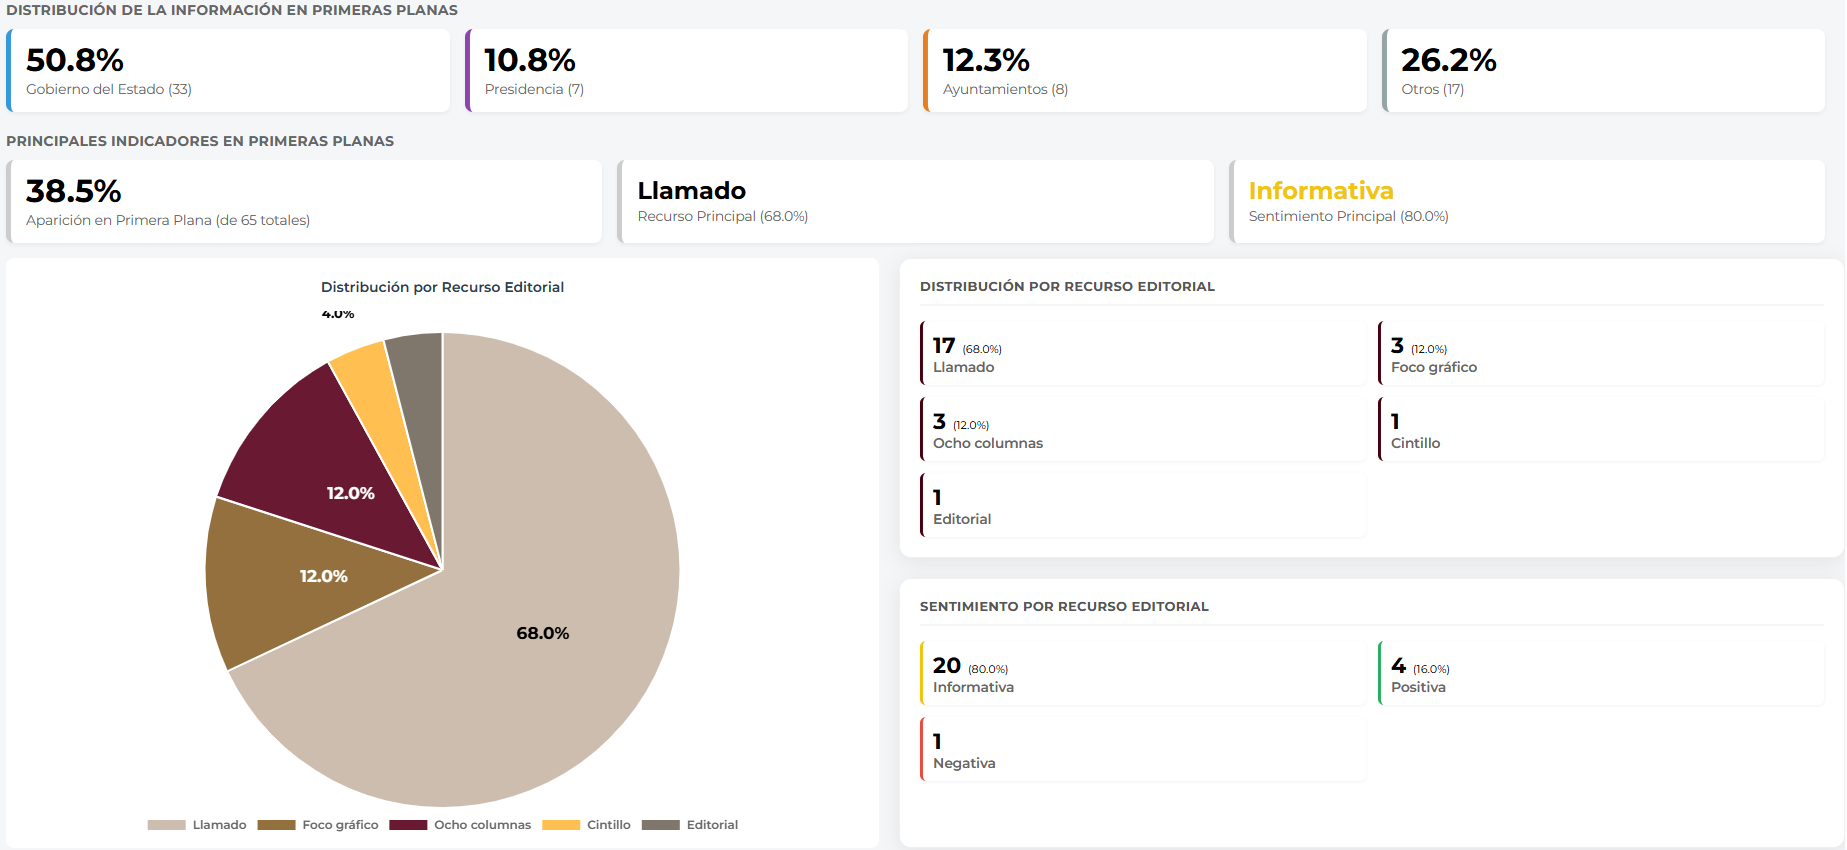 DISTRIBUCIÓN DE LA INFORMACIÓN EN PRIMERAS PLANAS
50.8%
Gobierno del Estado (33)
10.8%
Presidencia (7)
12.3%
Ayuntamientos (8)
26.2%
Otros (17)
PRINCIPALES INDICADORES EN PRIMERAS PLANAS
38.5%
Aparición en Primera Plana (de 65 totales)
Llamado
Recurso Principal (68.0%)
Informativa
Sentimiento Principal (80.0%)
Distribución por Recurso Editorial
4.0%
12.0%
12.0%
68.0%
Llamado
Foco gráfico
Ocho columnas
Cintillo
Editorial
DISTRIBUCIÓN POR RECURSO EDITORIAL
17 (68.0%)
Llamado
3 (12.0%)
Foco gráfico
3 (12.0%)
Ocho columnas
1
Cintillo
1
Editorial
SENTIMIENTO POR RECURSO EDITORIAL
20 (80.0%)
Informativa
4 (16.0%)
Positiva
1
Negativa